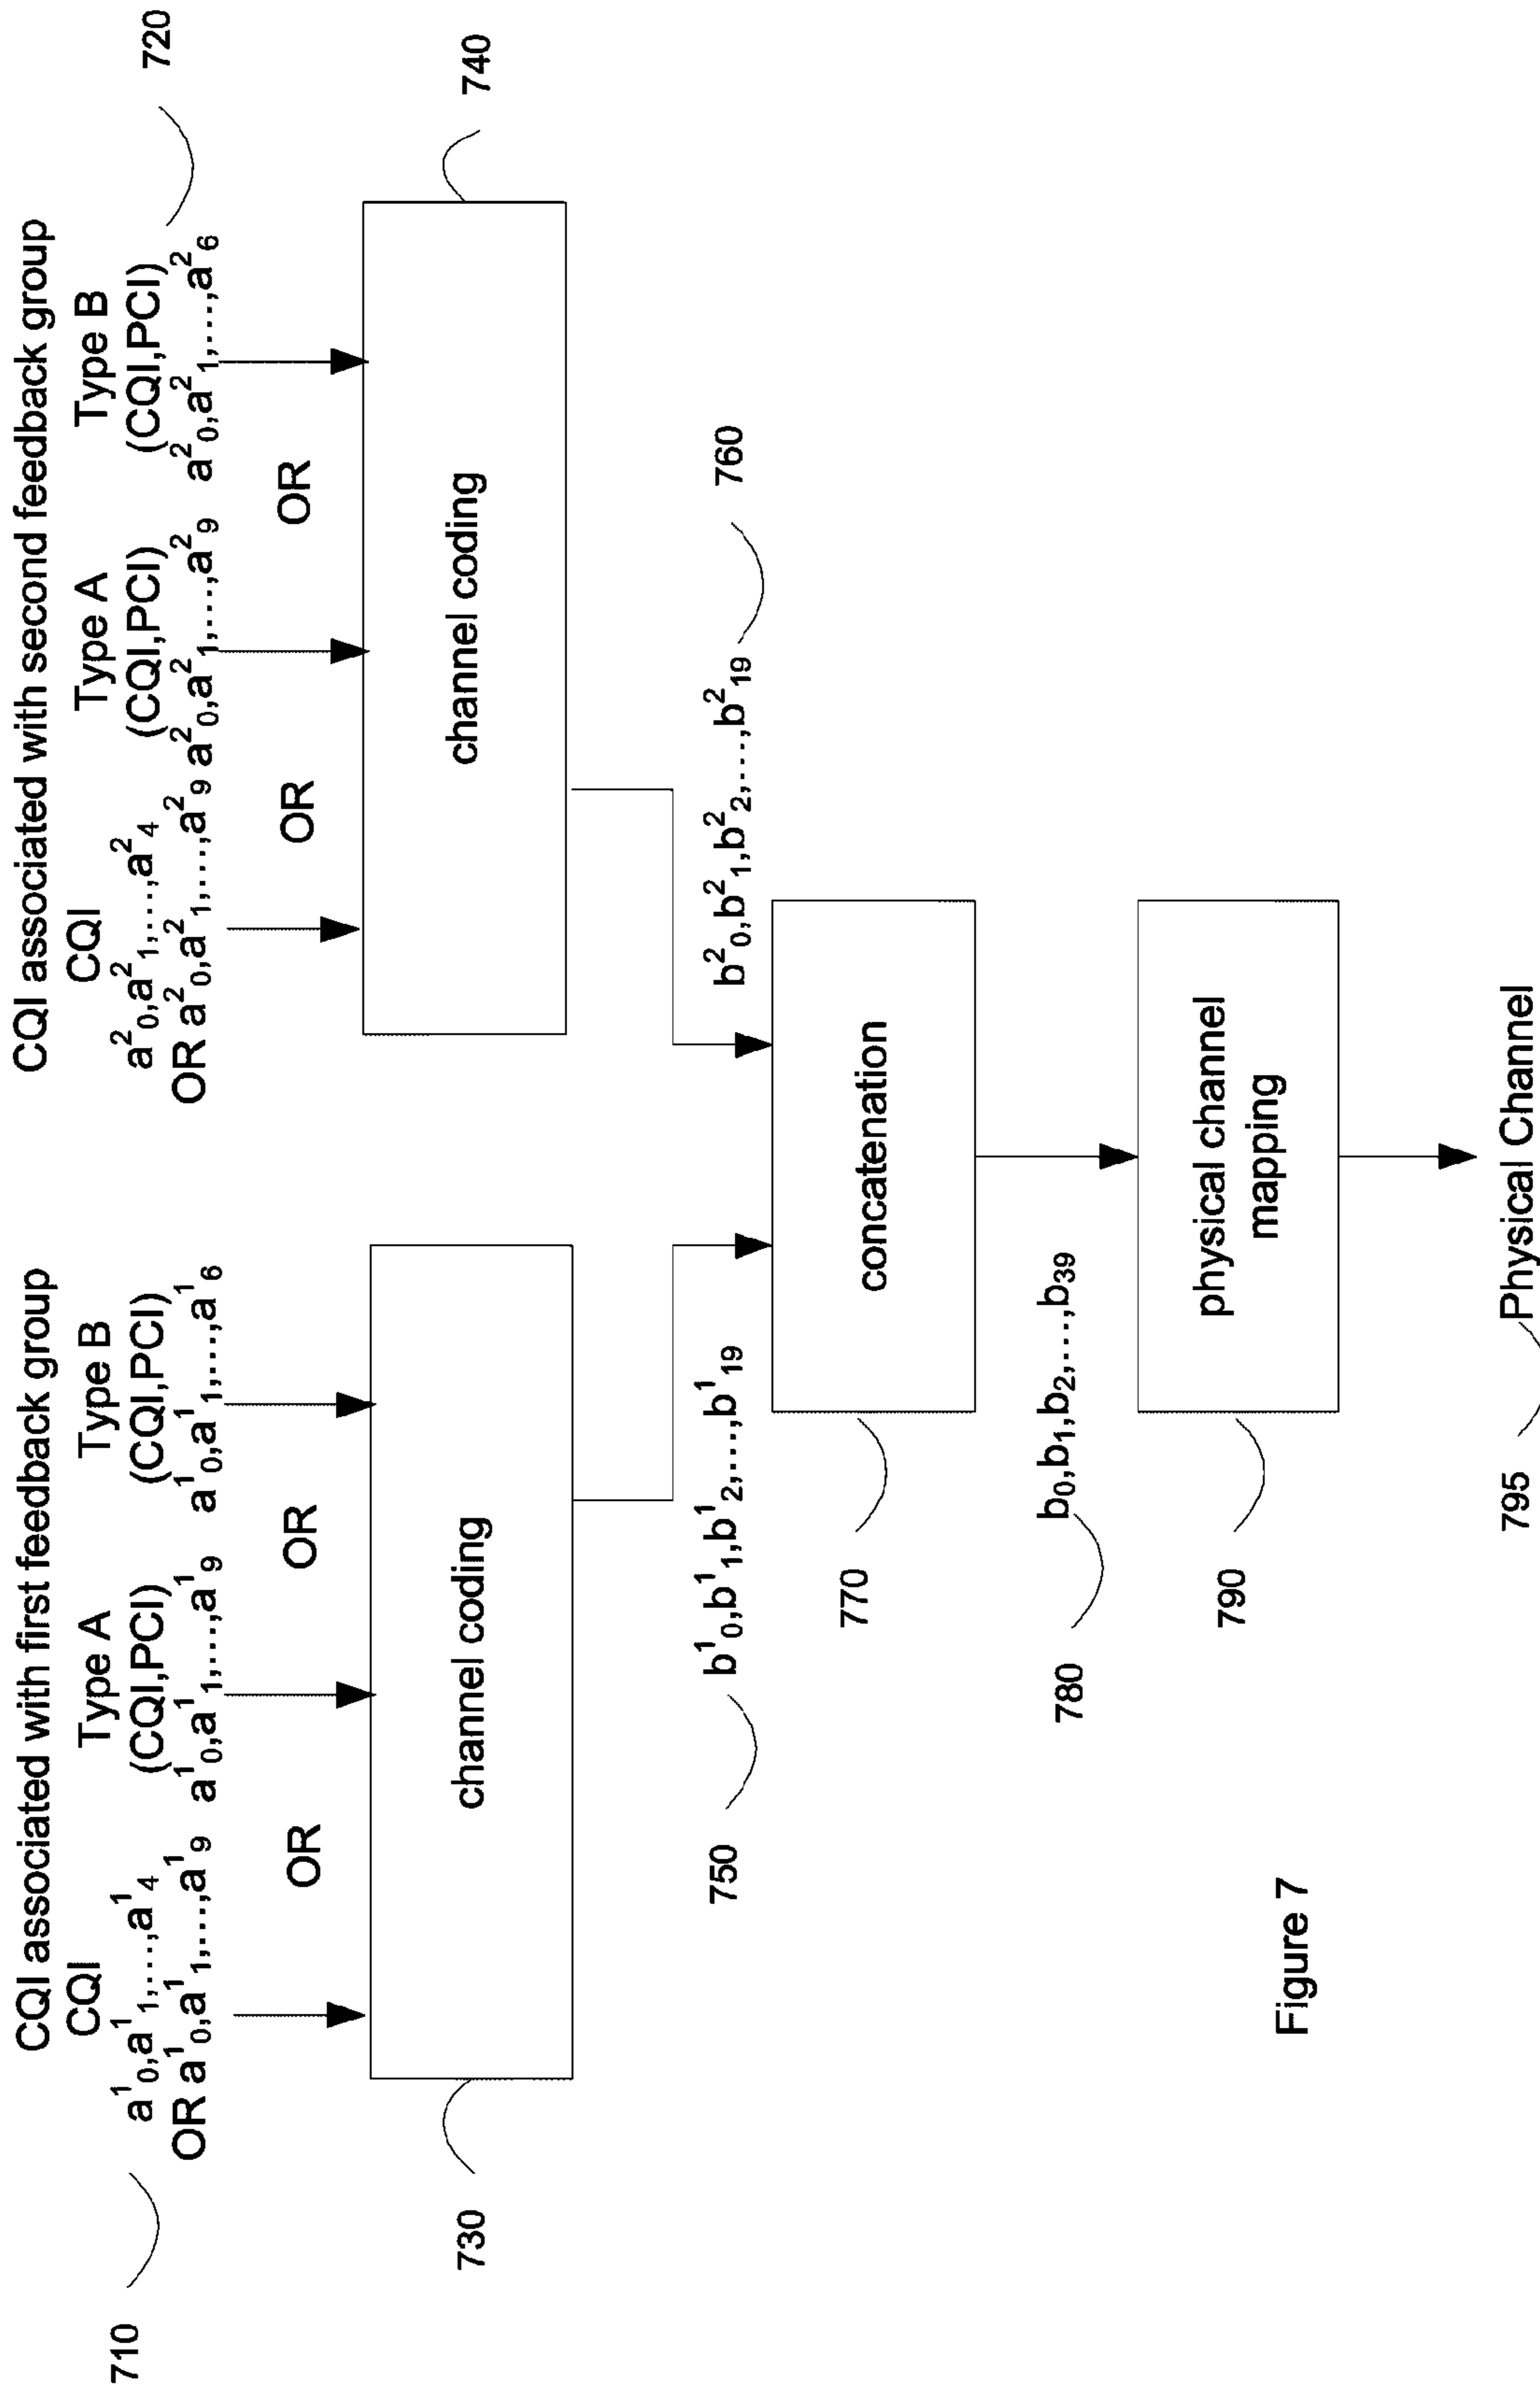 CQI associated with first feedback group
CQI associated with second feedback group
CQI
Type A
Type B
CQI
Type A
Type B
720
710
a¹₀,a¹₁,...,a¹₄
(CQI,PCI)
(CQI,PCI)
a²₀,a²₁,...,a²₄
(CQI,PCI)
(CQI,PCI)
OR a¹₀,a¹₁,...,a¹₉
a¹₀,a¹₁,...,a¹₉
a¹₀,a¹₁,...,a¹₆
OR a²₀,a²₁,...,a²₉
a²₀,a²₁,...,a²₉
a²₀,a²₁,...,a²₆
OR
OR
OR
OR
730
channel coding
channel coding
740
750
b¹₀,b¹₁,b¹₂,...,b¹₁₉
b²₀,b²₁,b²₂,...,b²₁₉
760
770
concatenation
780
b₀,b₁,b₂,...,b₃₉
790
physical channel
mapping
Figure 7
795
Physical Channel